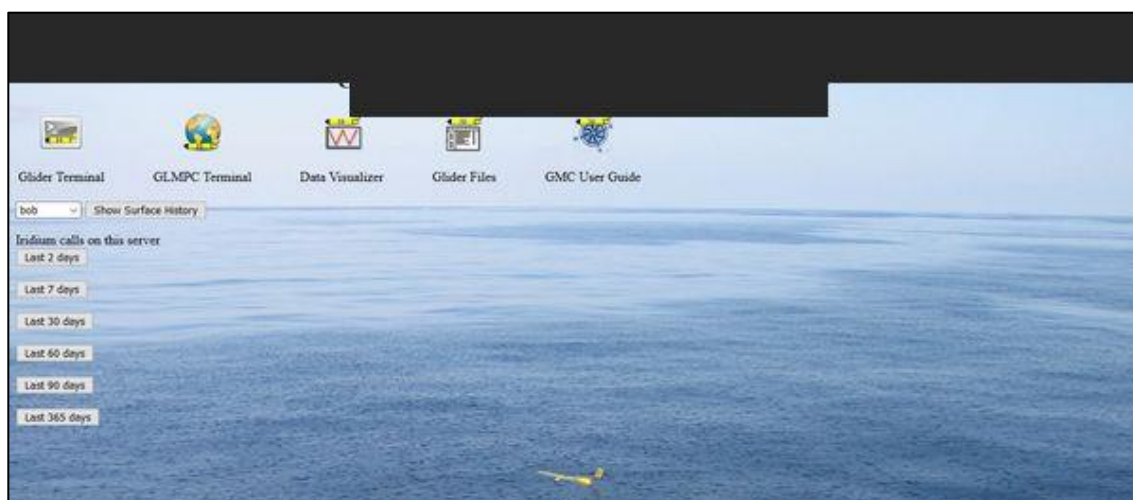 Glider Terminal GLMPC Terminal Data Visualizer Glider Files GMC User Guide
bob Show Surface History
Iridium calls on this server
Last 2 days
Last 7 days
Last 30 days
Last 60 days
Last 90 days
Last 365 days